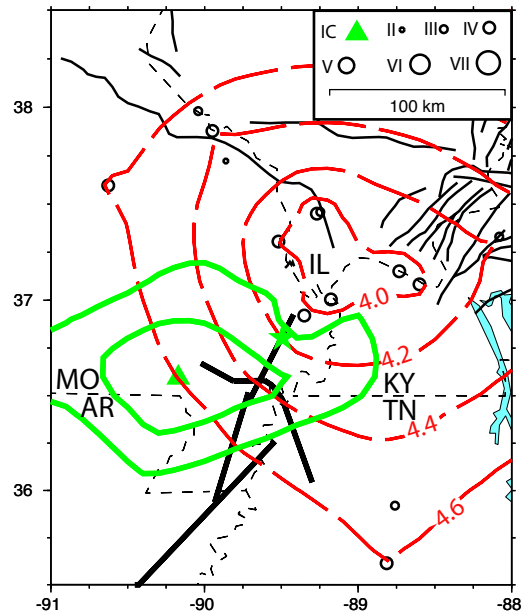 IC II III IV
V VI VII
100 km
38
37
36
-91 -90 -89 -88
IL
MO
AR
KY
TN
4.0
4.2
4.4
4.6